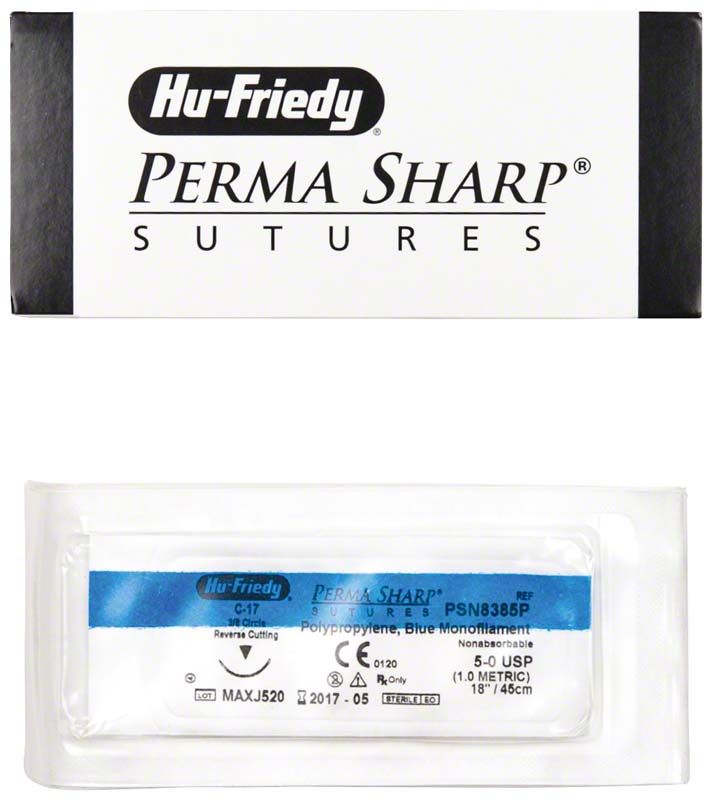 Hu-Friedy®
PERMA SHARP®
SUTURES
Hu-Friedy
PERMA SHARP®
SUTURES
REF
PSN8385P
C-17
3/8 Circle
Reverse Cutting
Polypropylene, Blue Monofilament
Nonabsorbable
CE 0120
5-0 USP
(1.0 METRIC)
18" / 45cm
Rx Only
LOT MAXJ520
2017 - 05
STERILE EO